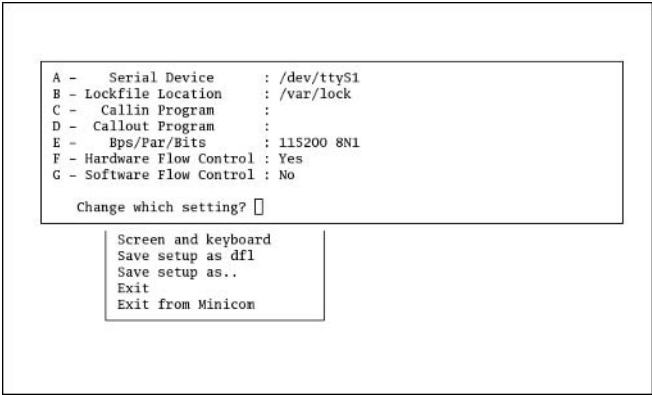 A -    Serial Device      : /dev/ttyS1
B - Lockfile Location     : /var/lock
C -   Callin Program      :
D -  Callout Program      :
E -    Bps/Par/Bits       : 115200 8N1
F - Hardware Flow Control : Yes
G - Software Flow Control : No
Change which setting?
Screen and keyboard
Save setup as dfl
Save setup as..
Exit
Exit from Minicom